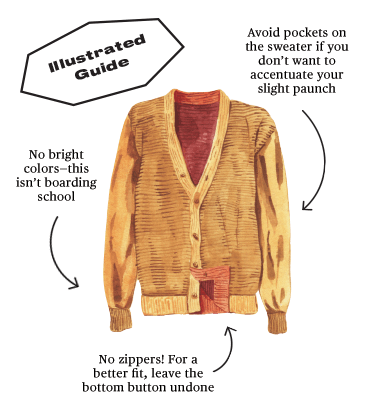 Illustrated
Guide
Avoid pockets on
the sweater if you
don't want to
accentuate your
slight paunch
No bright
colors—this
isn't boarding
school
No zippers! For a
better fit, leave the
bottom button undone